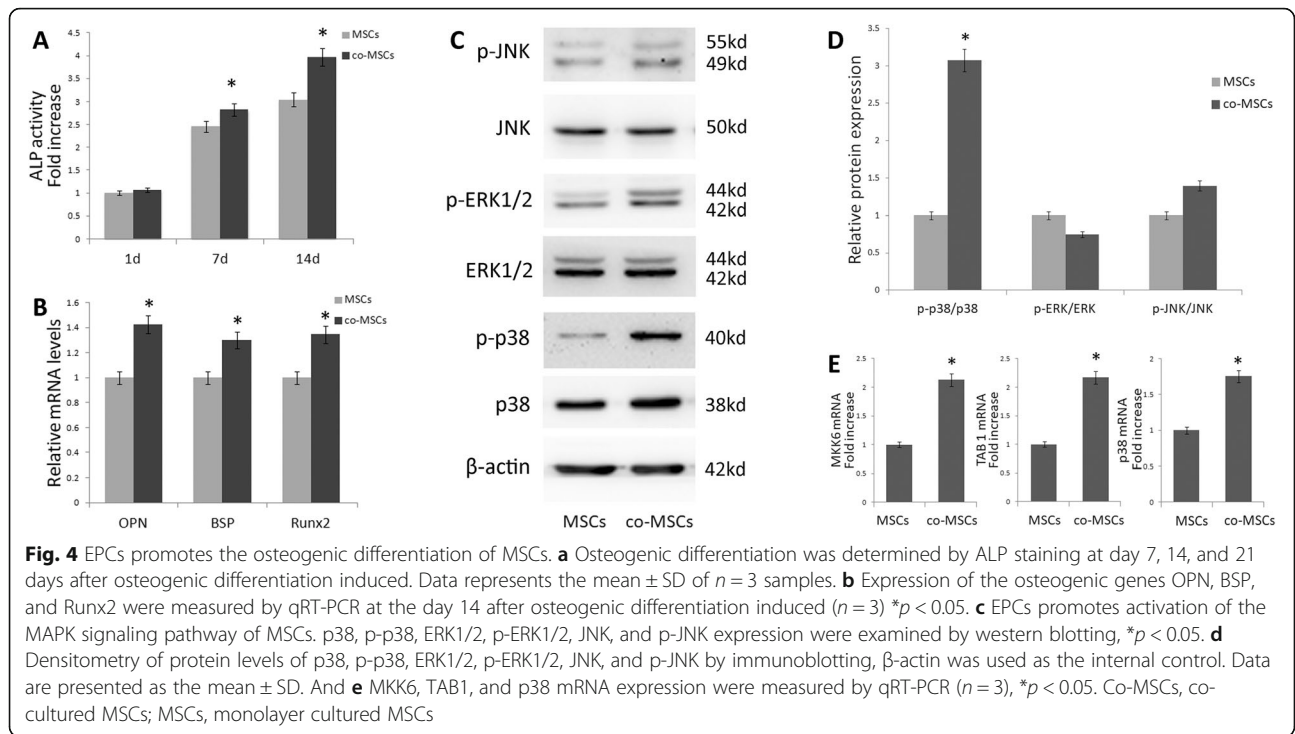 A
ALP activity
Fold increase
4.5
4
3.5
3
2.5
2
1.5
1
0.5
0
*
*
1d 7d 14d
MSCs
co-MSCs
B
Relative mRNA levels
1.6
1.4
1.2
1
0.8
0.6
0.4
0.2
0
* * *
OPN BSP Runx2
MSCs
co-MSCs
C
p-JNK 55kd
49kd
JNK 50kd
p-ERK1/2 44kd
42kd
ERK1/2 44kd
42kd
p-p38 40kd
p38 38kd
β-actin 42kd
MSCs co-MSCs
D
Relative protein expression
3.5
3
2.5
2
1.5
1
0.5
0
*
p-p38/p38 p-ERK/ERK p-JNK/JNK
MSCs
co-MSCs
E
MKK6 mRNA
Fold increase
2.5
2
1.5
1
0.5
0
*
MSCs co-MSCs
TAB 1 mRNA
Fold increase
2.5
2
1.5
1
0.5
0
*
MSCs co-MSCs
p38 mRNA
Fold increase
2
1.5
1
0.5
0
*
MSCs co-MSCs
Fig. 4 EPCs promotes the osteogenic differentiation of MSCs. a Osteogenic differentiation was determined by ALP staining at day 7, 14, and 21
days after osteogenic differentiation induced. Data represents the mean ± SD of n = 3 samples. b Expression of the osteogenic genes OPN, BSP,
and Runx2 were measured by qRT-PCR at the day 14 after osteogenic differentiation induced (n = 3) *p < 0.05. c EPCs promotes activation of the
MAPK signaling pathway of MSCs. p38, p-p38, ERK1/2, p-ERK1/2, JNK, and p-JNK expression were examined by western blotting, *p < 0.05. d
Densitometry of protein levels of p38, p-p38, ERK1/2, p-ERK1/2, JNK, and p-JNK by immunoblotting, β-actin was used as the internal control. Data
are presented as the mean ± SD. And e MKK6, TAB1, and p38 mRNA expression were measured by qRT-PCR (n = 3), *p < 0.05. Co-MSCs, co-
cultured MSCs; MSCs, monolayer cultured MSCs